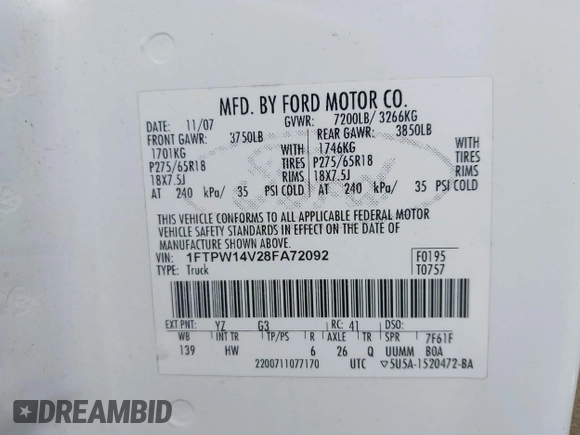 MFD. BY FORD MOTOR CO.
DATE: 11/07 GVWR: 7200LB/ 3266KG
FRONT GAWR: 3750LB REAR GAWR: 3850LB
1701KG WITH 1746KG WITH
P275/65R18 TIRES P275/65R18 TIRES
18X7.5J RIMS 18X7.5J RIMS
AT 240 kPa/ 35 PSI COLD AT 240 kPa/ 35 PSI COLD
THIS VEHICLE CONFORMS TO ALL APPLICABLE FEDERAL MOTOR
VEHICLE SAFETY STANDARDS IN EFFECT ON THE DATE OF
MANUFACTURE SHOWN ABOVE.
VIN: 1FTPW14V28FA72092 F0195
TYPE: Truck T0757
EXT PNT: YZ G3 RC: 41 DSO:
WB INT TR TP/PS R AXLE TR SPR 7F61F
139 HW 6 26 Q UUMM BOA
2200711077170 UTC ▽5U5A-1520472-BA
Ford
DREAMBID